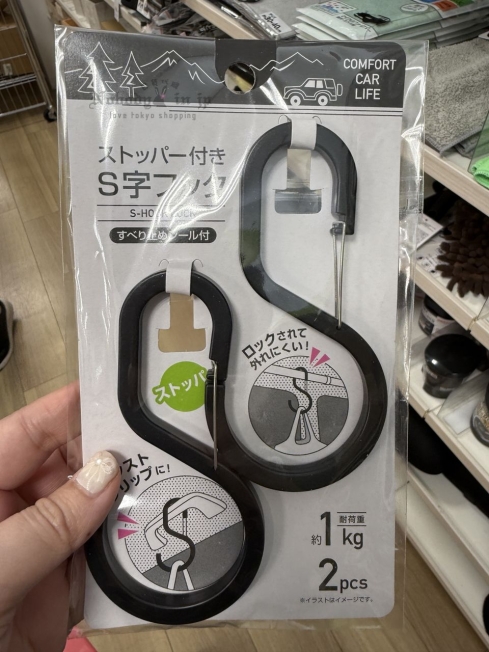 COMFORT
CAR
LIFE
love tokyo shopping
ストッパー付き
S字フック
すべり止めシール付
ロックされて
外れにくい!
ストッパ
リップに!
耐荷重
約1kg
2pcs
※イラストはイメージです。